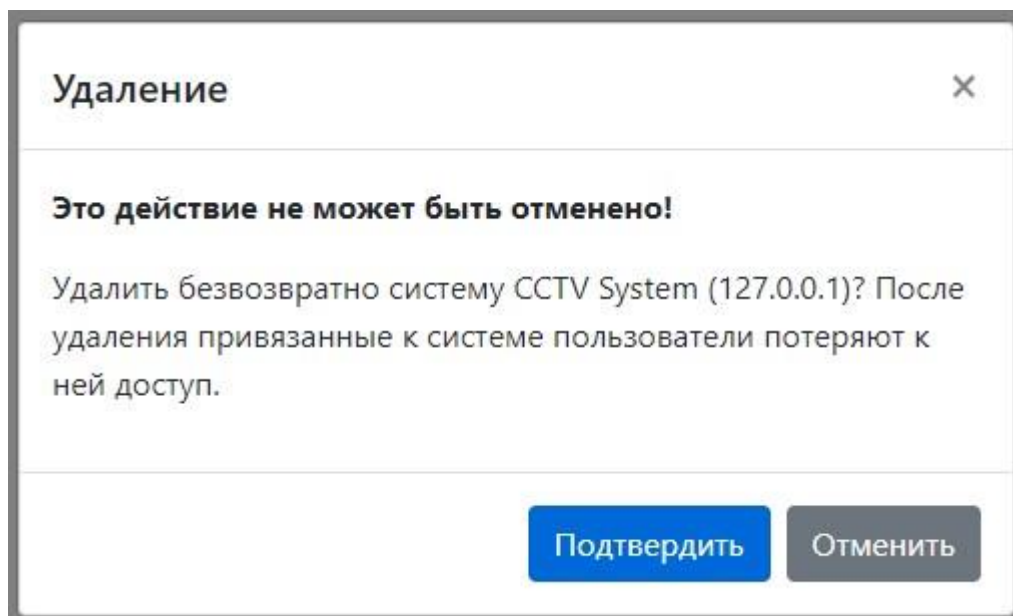 Удаление ×
Это действие не может быть отменено!
Удалить безвозвратно систему CCTV System (127.0.0.1)? После
удаления привязанные к системе пользователи потеряют к
ней доступ.
Подтвердить Отменить